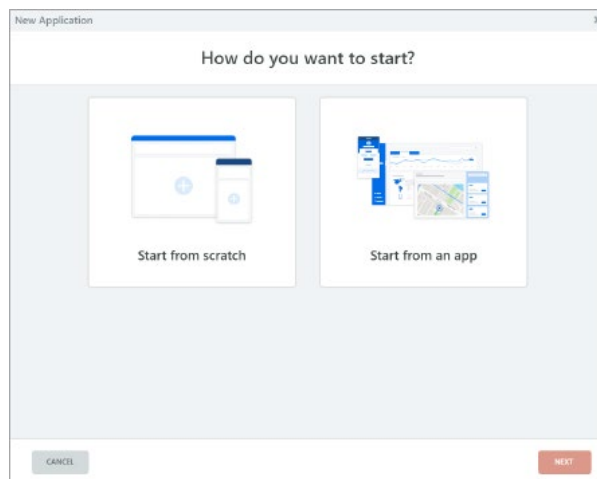 New Application
How do you want to start?
Start from scratch
Start from an app
CANCEL
NEXT